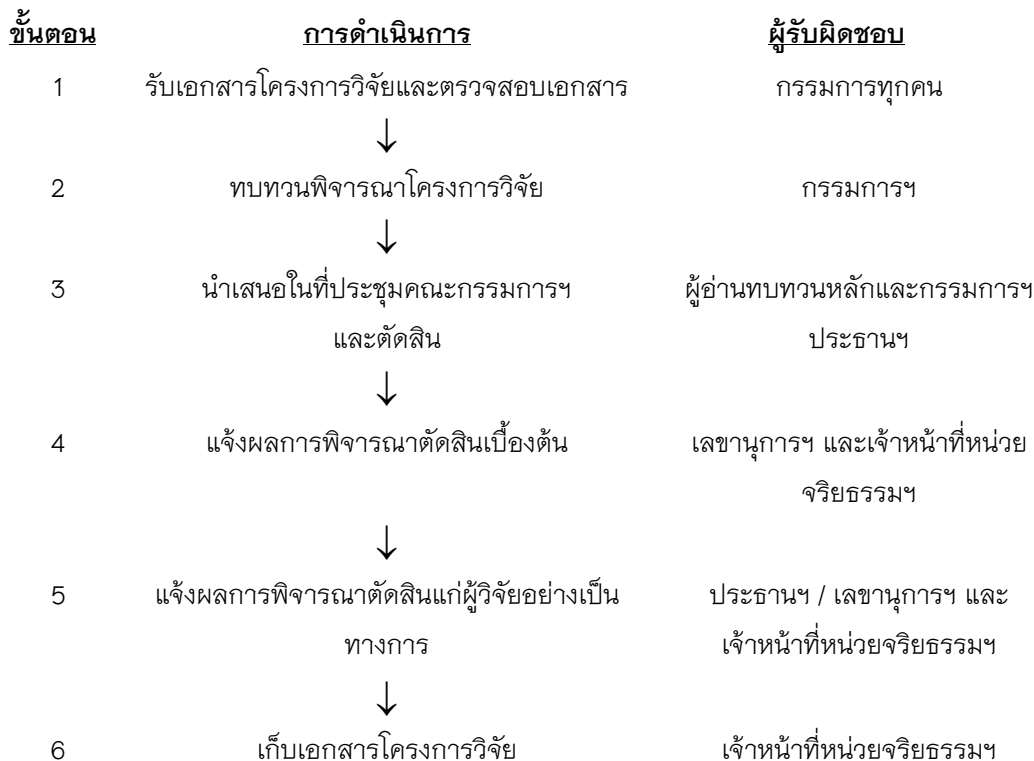 ขั้นตอน การดำเนินการ ผู้รับผิดชอบ
1 รับเอกสารโครงการวิจัยและตรวจสอบเอกสาร กรรมการทุกคน
↓
2 ทบทวนพิจารณาโครงการวิจัย กรรมการฯ
↓
3 นำเสนอในที่ประชุมคณะกรรมการฯ ผู้อ่านทบทวนหลักและกรรมการฯ
และตัดสิน ประธานฯ
↓
4 แจ้งผลการพิจารณาตัดสินเบื้องต้น เลขานุการฯ และเจ้าหน้าที่หน่วย
จริยธรรมฯ
↓
5 แจ้งผลการพิจารณาตัดสินแก่ผู้วิจัยอย่างเป็น ประธานฯ / เลขานุการฯ และ
ทางการ เจ้าหน้าที่หน่วยจริยธรรมฯ
↓
6 เก็บเอกสารโครงการวิจัย เจ้าหน้าที่หน่วยจริยธรรมฯ